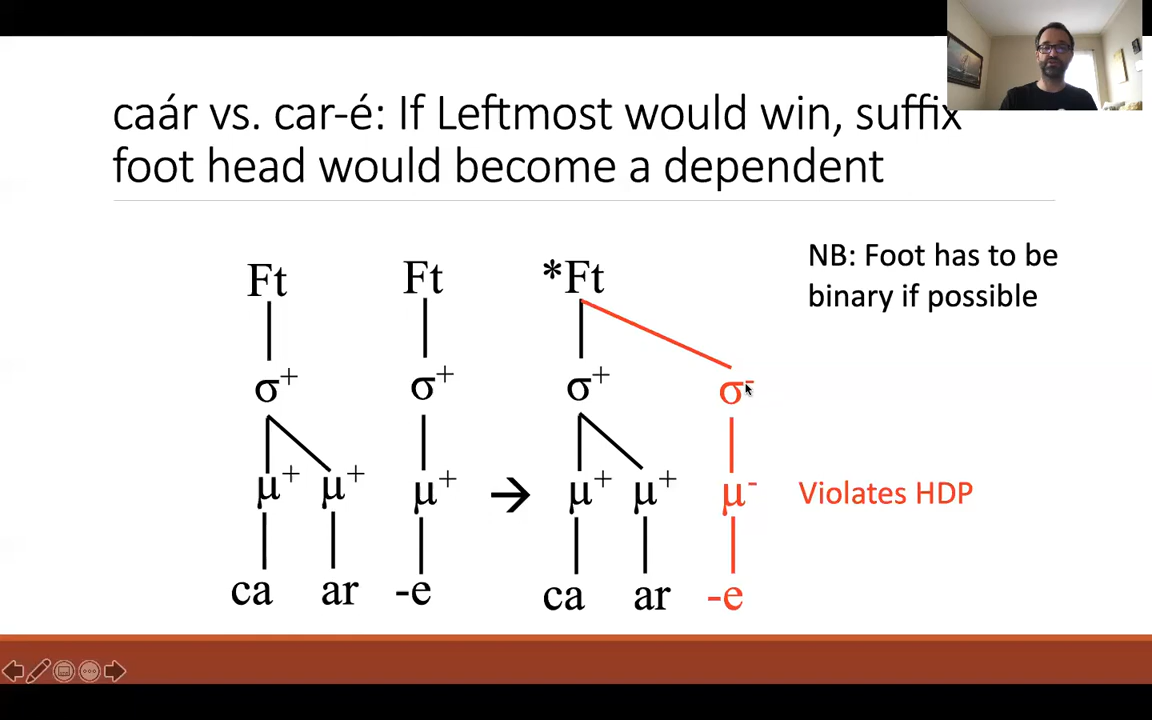 caár vs. car-é: If Leftmost would win, suffix
foot head would become a dependent
NB: Foot has to be
binary if possible
Ft Ft *Ft
σ⁺ σ⁺ σ⁺ σ⁻
μ⁺ μ⁺ μ⁺ → μ⁺ μ⁺ μ⁻ Violates HDP
ca ar -e ca ar -e